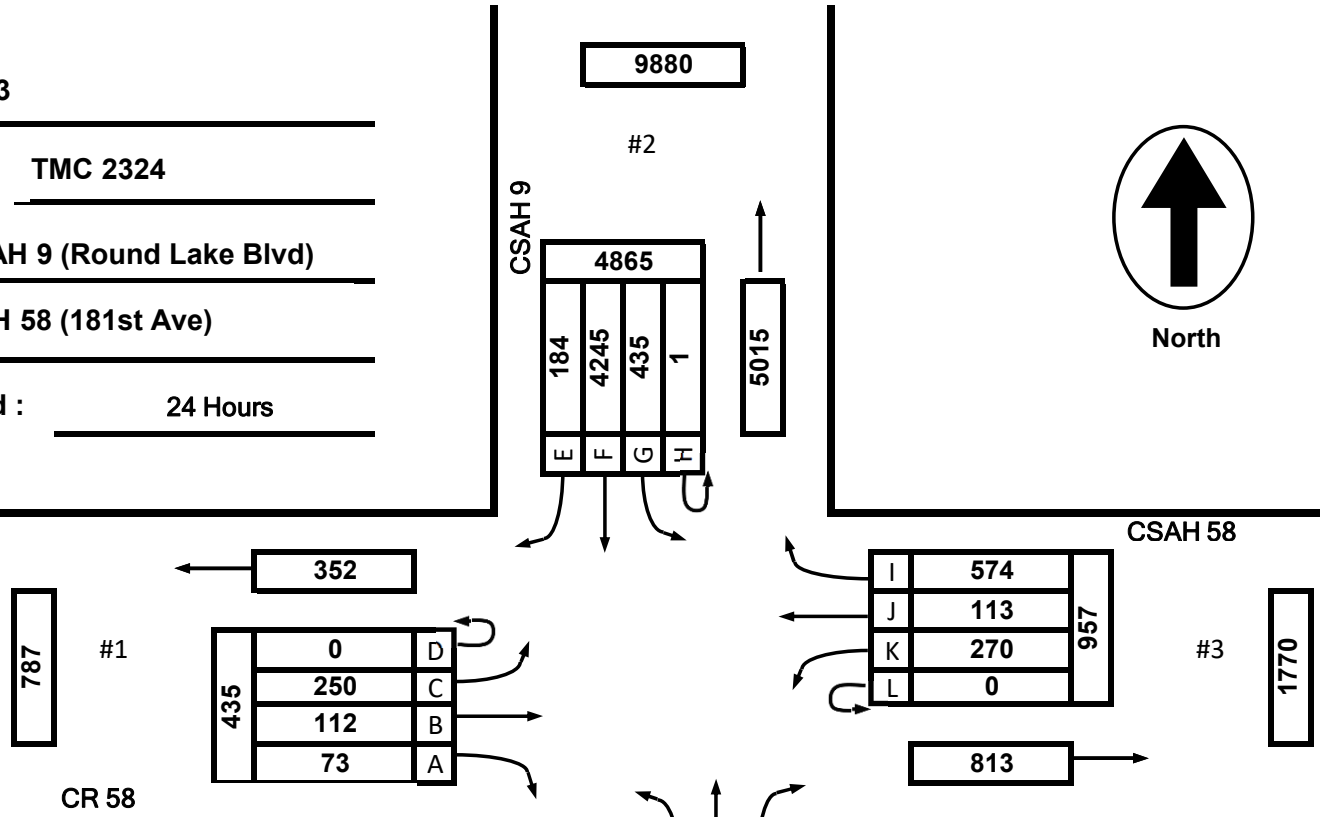 3
TMC 2324
AH 9 (Round Lake Blvd)
H 58 (181st Ave)
d : 24 Hours
9880
#2
CSAH 9
4865
184 4245 435 1
E F G H
5015
North
CSAH 58
352
787
#1
435
0 D
250 C
112 B
73 A
CR 58
I 574
J 113
K 270
L 0
957
#3
1770
813